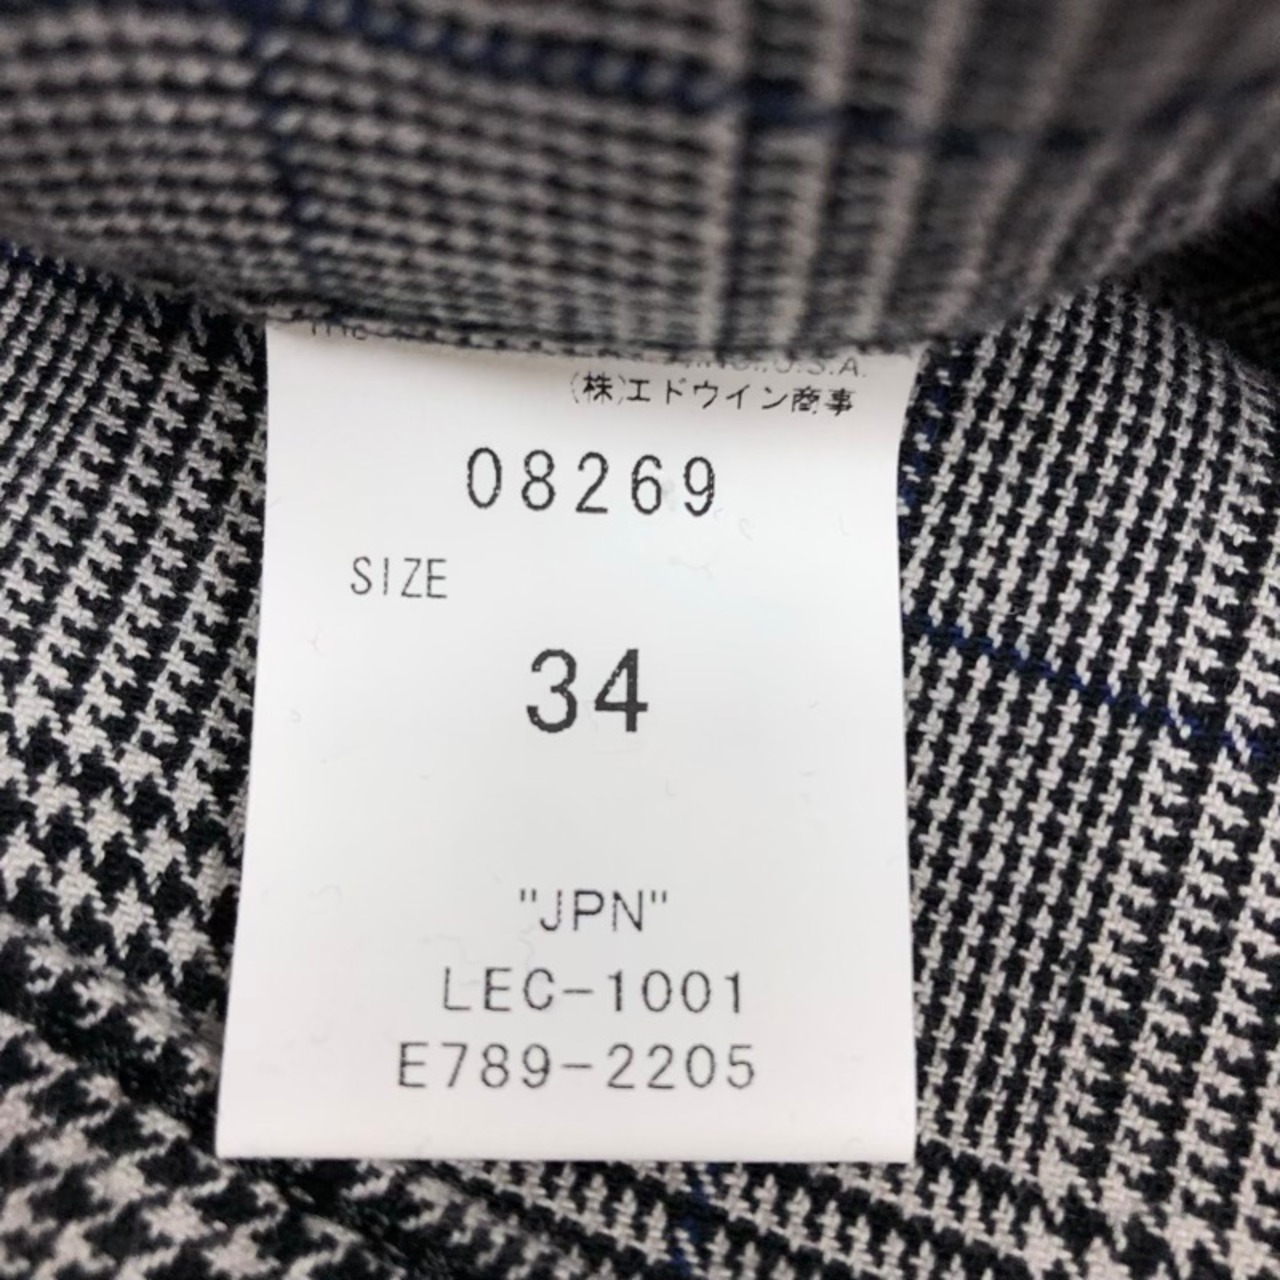 U.S.A.
(株)エドウイン商事
08269
SIZE
34
"JPN"
LEC-1001
E789-2205